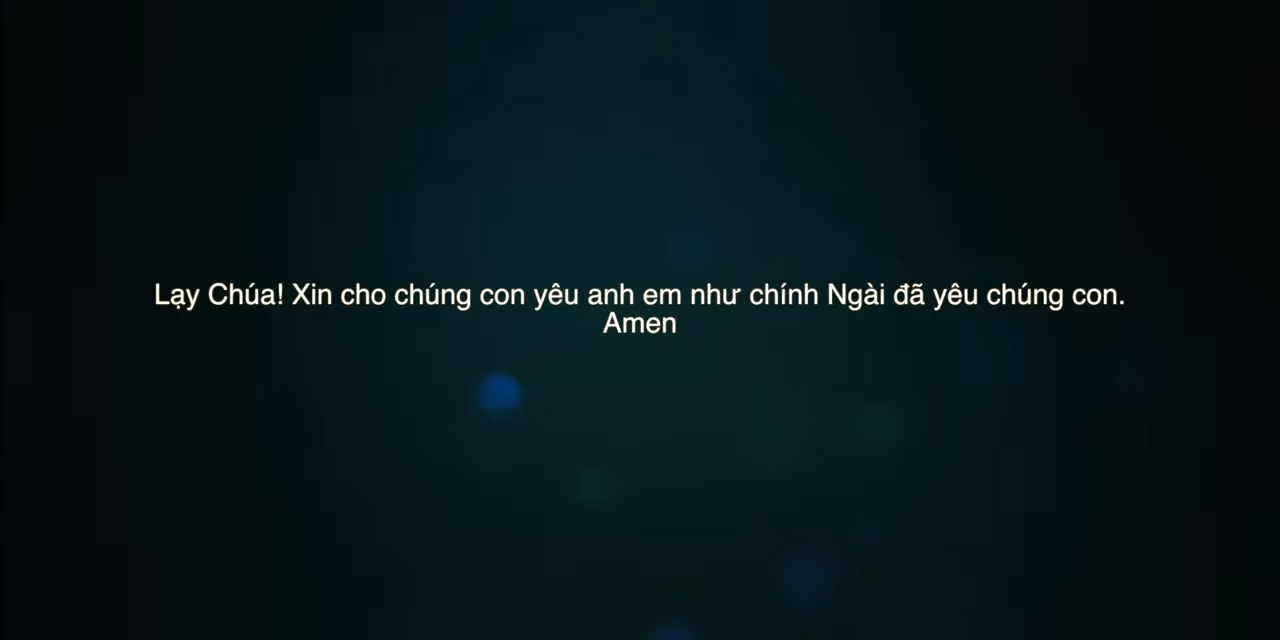 Lạy Chúa! Xin cho chúng con yêu anh em như chính Ngài đã yêu chúng con.
Amen